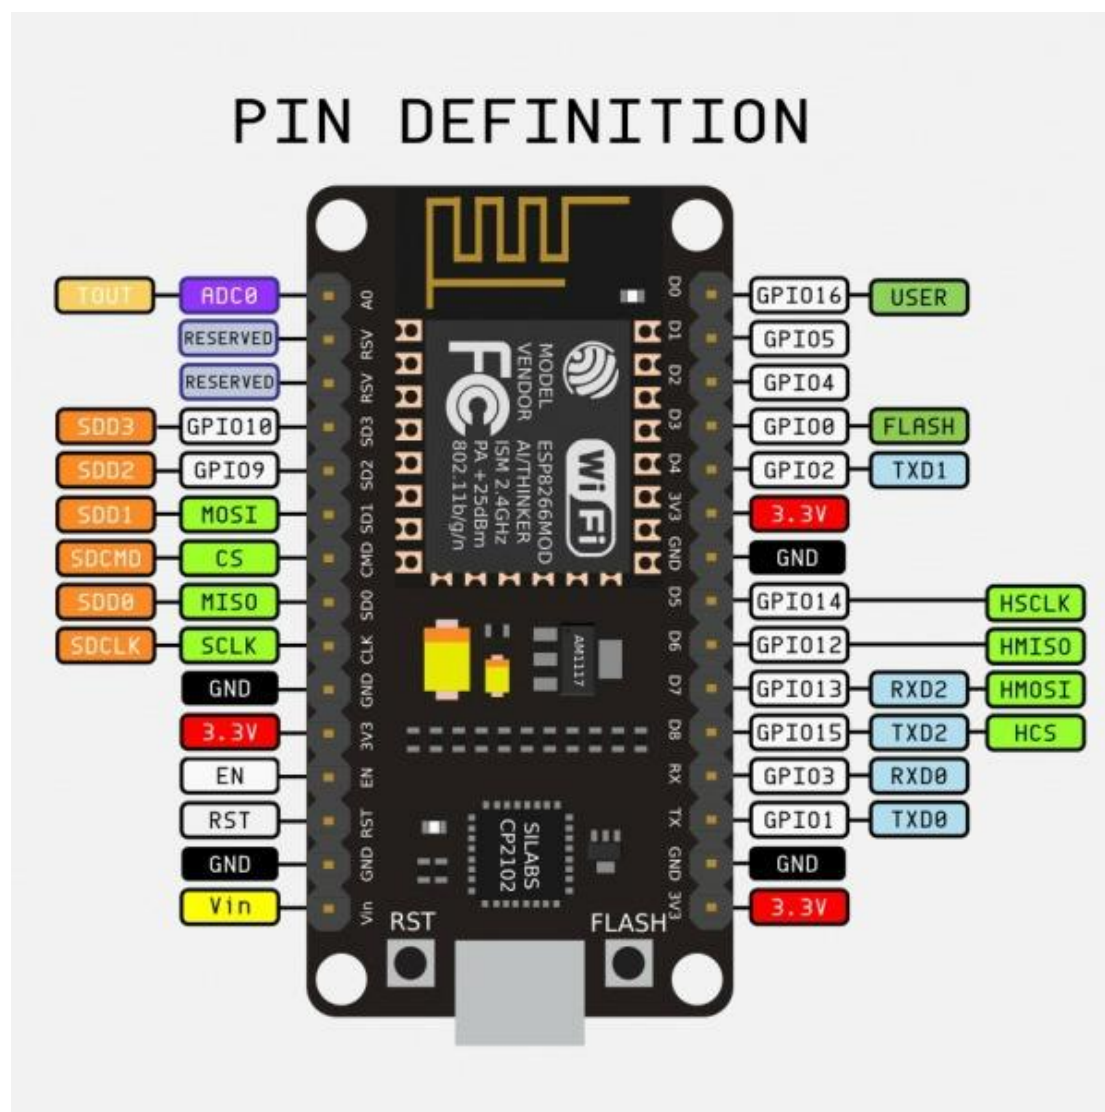 PIN DEFINITION
TOUT ADC0 A0 D0 GPIO16 USER
RESERVED RSV D1 GPIO5
RESERVED RSV D2 GPIO4
SDD3 GPIO10 SD3 D3 GPIO0 FLASH
SDD2 GPIO9 SD2 D4 GPIO2 TXD1
SDD1 MOSI SD1 3V3 3.3V
SDCMD CS CMD GND GND
SDD0 MISO SD0 D5 GPIO14 HSCLK
SDCLK SCLK CLK D6 GPIO12 HMISO
GND GND D7 GPIO13 RXD2 HMOSI
3.3V 3V3 D8 GPIO15 TXD2 HCS
EN EN RX GPIO3 RXD0
RST RST TX GPIO1 TXD0
GND GND GND GND
Vin Vin 3V3 3.3V
MODEL ESP8266MOD
VENDOR AI/THINKER
ISM 2.4GHz
PA +25dBm
802.11b/g/n
FC
Wi Fi
AM1117
SILABS
CP2102
RST FLASH